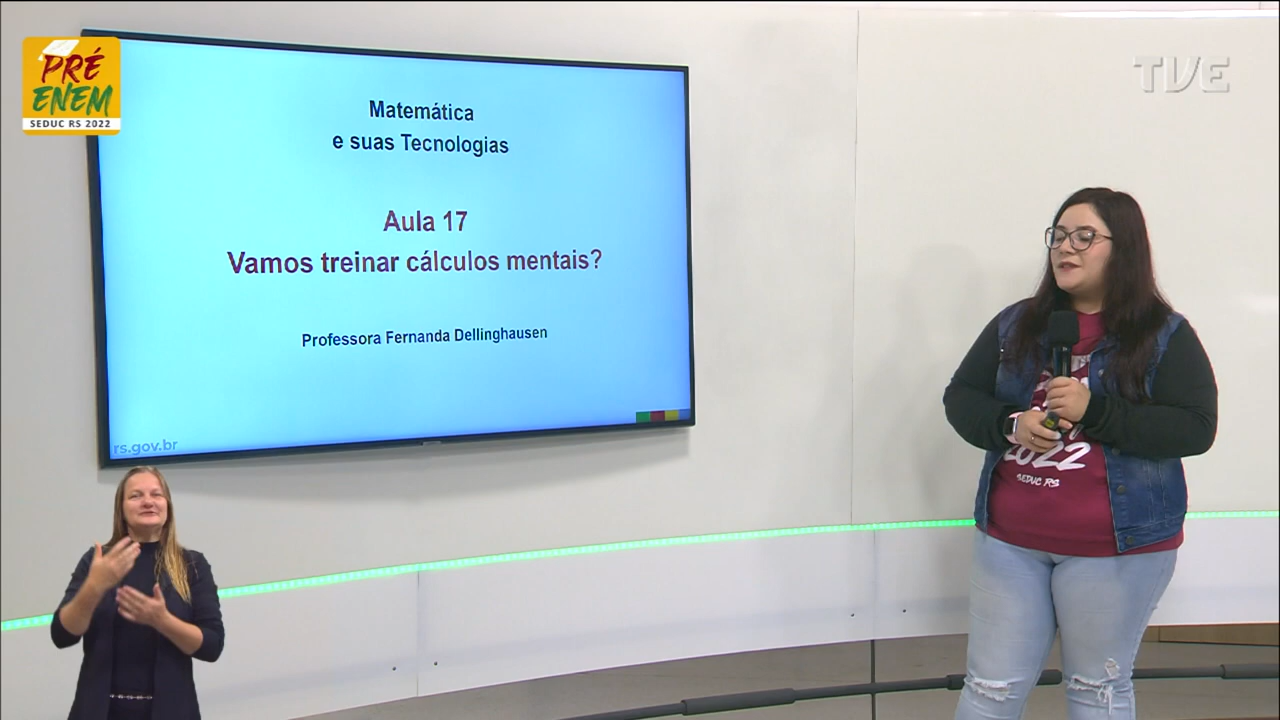 PRÉ
ENEM
SEDUC RS 2022
TVE
Matemática
e suas Tecnologias
Aula 17
Vamos treinar cálculos mentais?
Professora Fernanda Dellinghausen
rs.gov.br
2022
SEDUC RS